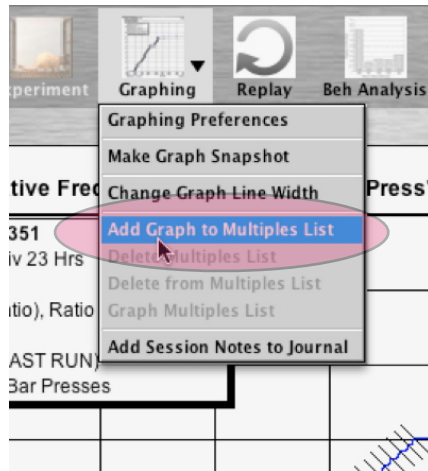 xperiment Graphing Replay Beh Analysis
Graphing Preferences
Make Graph Snapshot
tive Freq Change Graph Line Width Press'
351 Add Graph to Multiples List
iv 23 Hrs Delete Multiples List
Delete from Multiples List
tio), Ratio Graph Multiples List
Add Session Notes to Journal
AST RUN)
Bar Presses